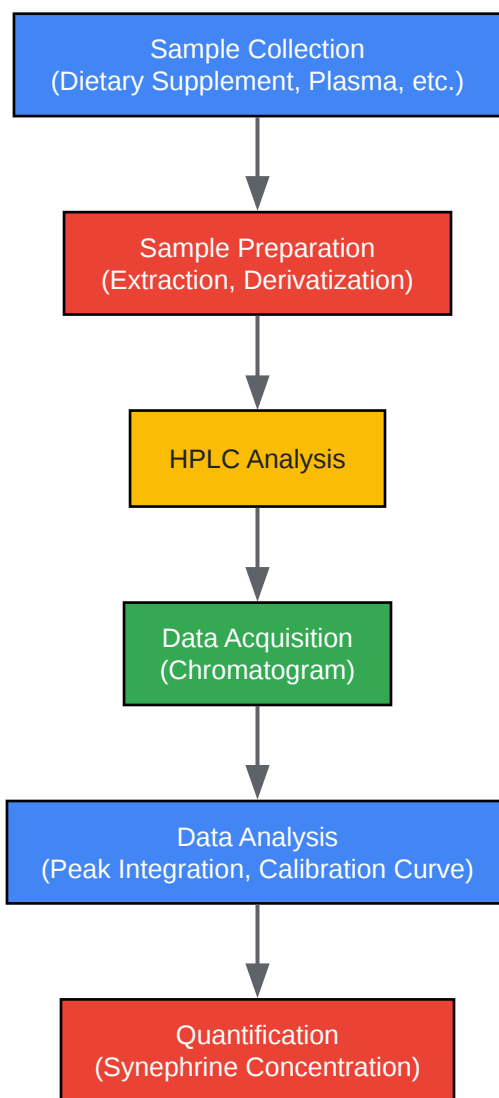 Sample Collection
(Dietary Supplement, Plasma, etc.)
Sample Preparation
(Extraction, Derivatization)
HPLC Analysis
Data Acquisition
(Chromatogram)
Data Analysis
(Peak Integration, Calibration Curve)
Quantification
(Synephrine Concentration)